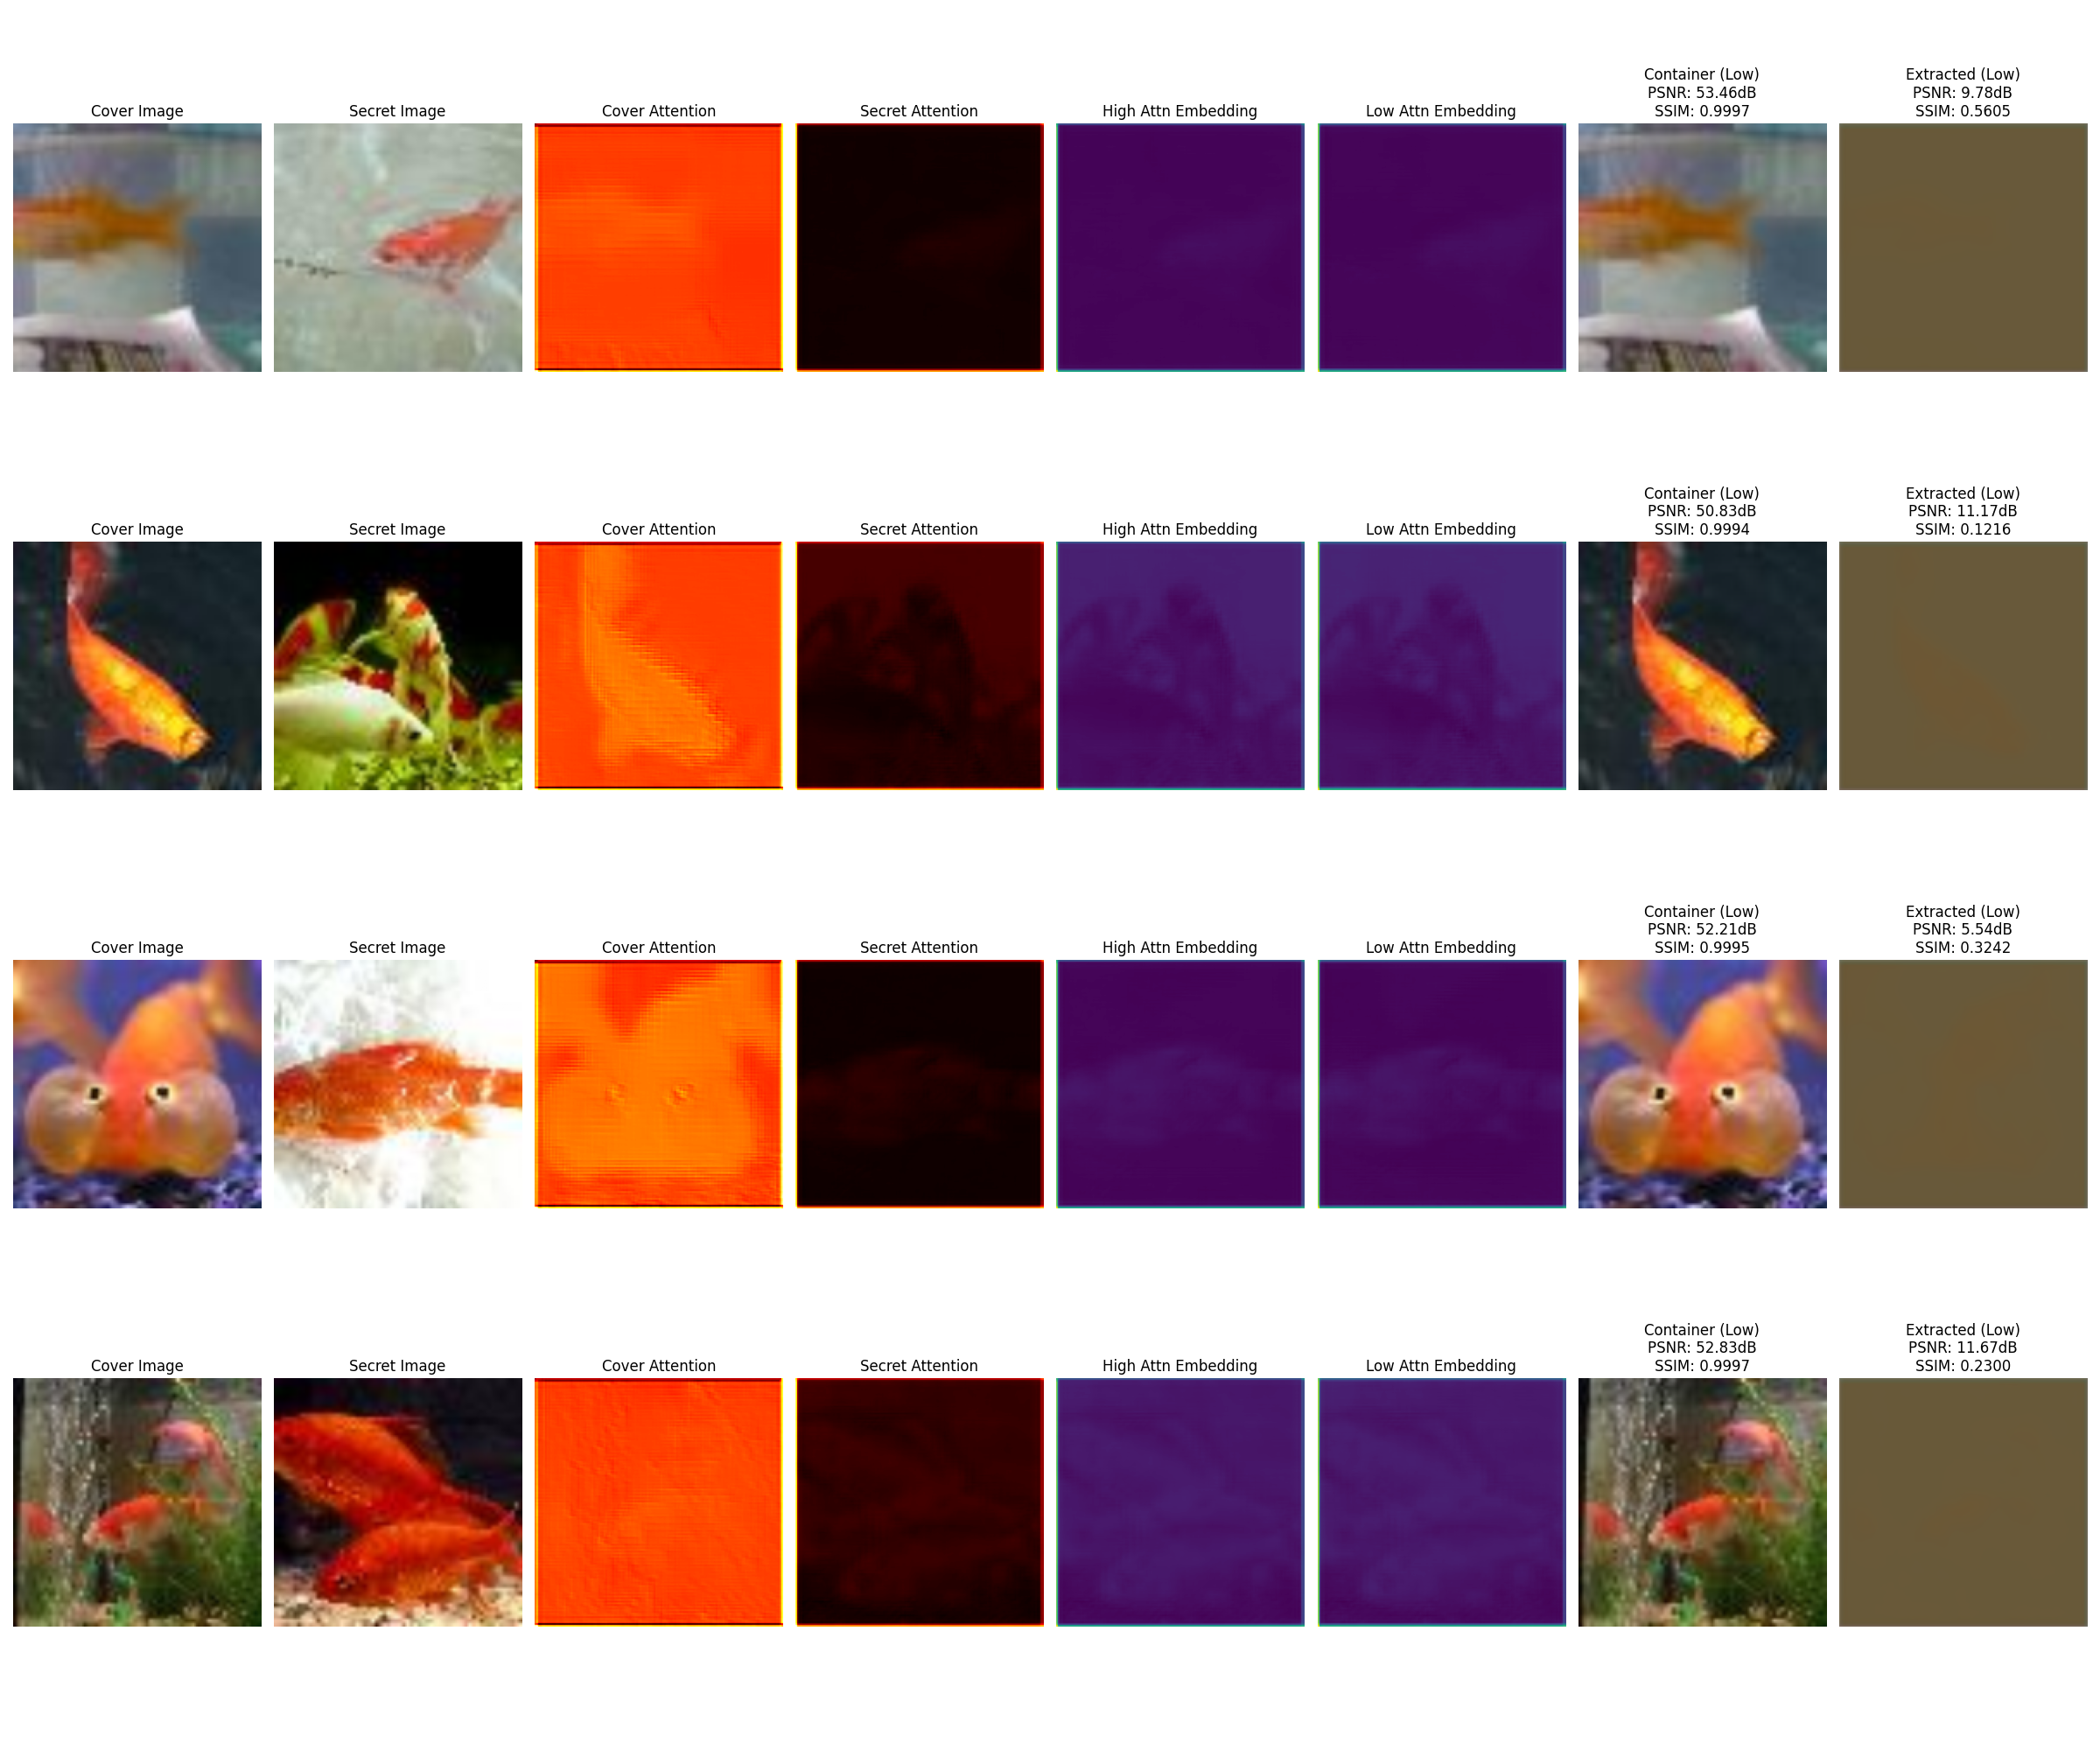 Cover Image
Secret Image
Cover Attention
Secret Attention
High Attn Embedding
Low Attn Embedding
Container (Low)
PSNR: 53.46dB
SSIM: 0.9997
Extracted (Low)
PSNR: 9.78dB
SSIM: 0.5605
Cover Image
Secret Image
Cover Attention
Secret Attention
High Attn Embedding
Low Attn Embedding
Container (Low)
PSNR: 50.83dB
SSIM: 0.9994
Extracted (Low)
PSNR: 11.17dB
SSIM: 0.1216
Cover Image
Secret Image
Cover Attention
Secret Attention
High Attn Embedding
Low Attn Embedding
Container (Low)
PSNR: 52.21dB
SSIM: 0.9995
Extracted (Low)
PSNR: 5.54dB
SSIM: 0.3242
Cover Image
Secret Image
Cover Attention
Secret Attention
High Attn Embedding
Low Attn Embedding
Container (Low)
PSNR: 52.83dB
SSIM: 0.9997
Extracted (Low)
PSNR: 11.67dB
SSIM: 0.2300